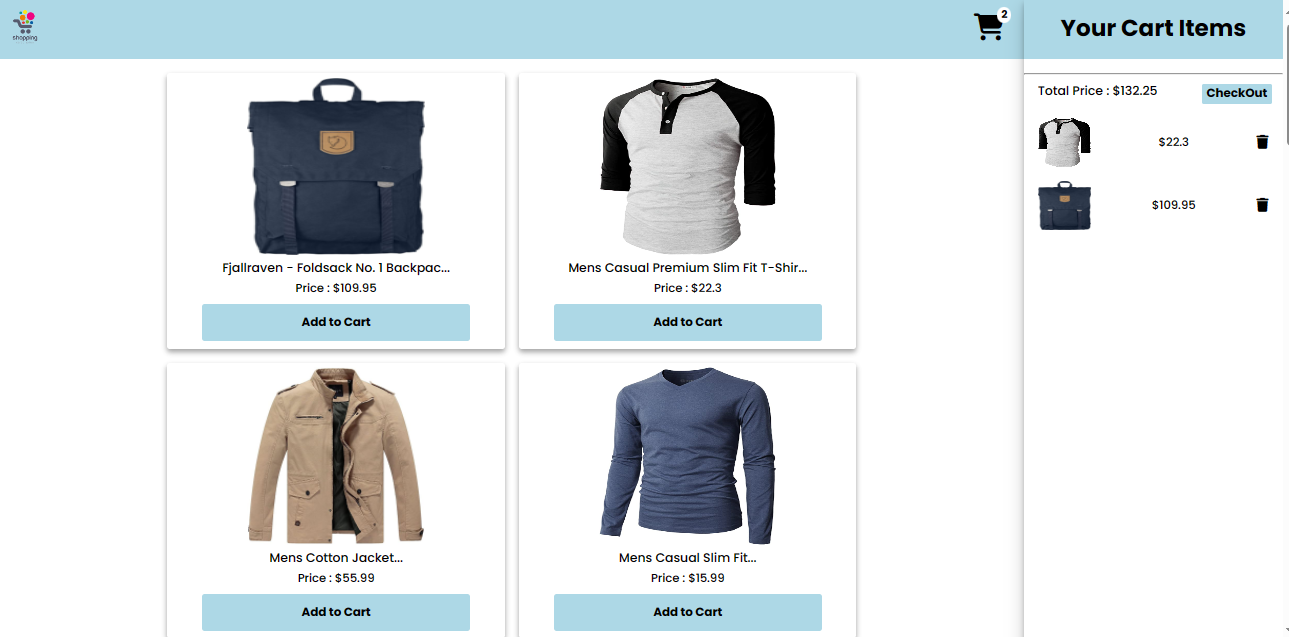 shopping
2
Your Cart Items
Total Price : $132.25
CheckOut
$22.3
$109.95
Fjallraven - Foldsack No. 1 Backpac...
Price : $109.95
Add to Cart
Mens Casual Premium Slim Fit T-Shir...
Price : $22.3
Add to Cart
Mens Cotton Jacket...
Price : $55.99
Add to Cart
Mens Casual Slim Fit...
Price : $15.99
Add to Cart